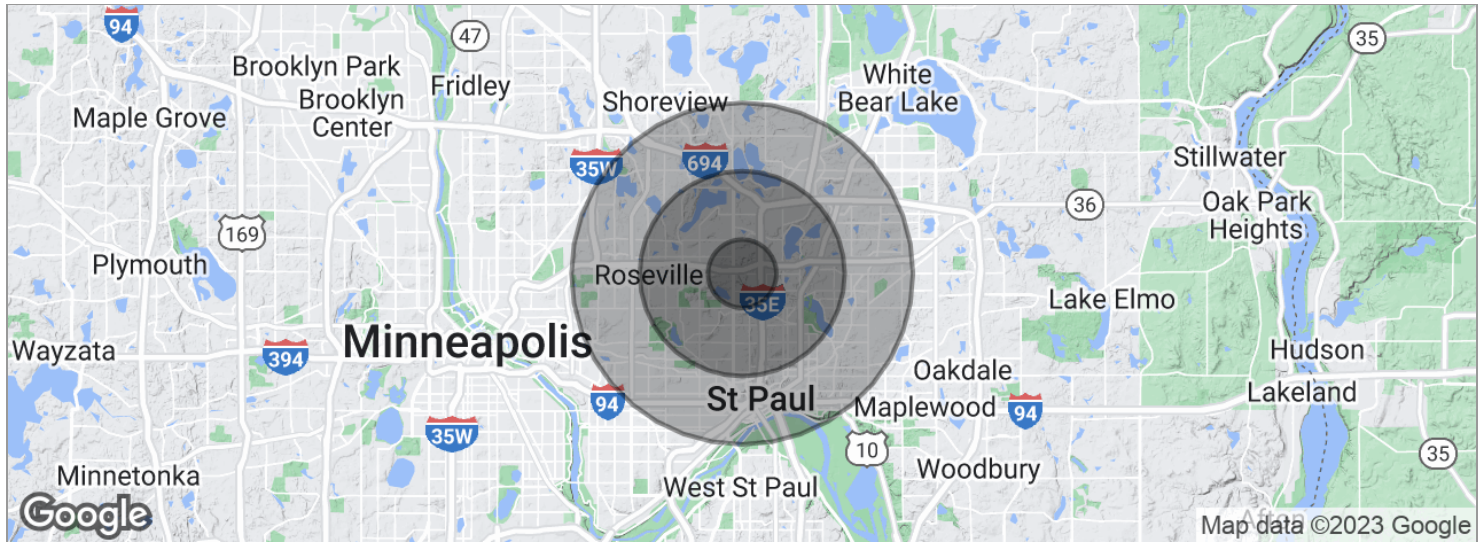 94
47
35
Brooklyn Park
Fridley
White
Bear Lake
Brooklyn
Center
Maple Grove
Shoreview
35W
694
Stillwater
36
Oak Park
Heights
169
Plymouth
Roseville
35E
Lake Elmo
Minneapolis
Wayzata
394
Hudson
Oakdale
Lakeland
94
St Paul
Maplewood
94
35W
10
35
Minnetonka
Woodbury
West St Paul
Google
Afton
Map data ©2023 Google